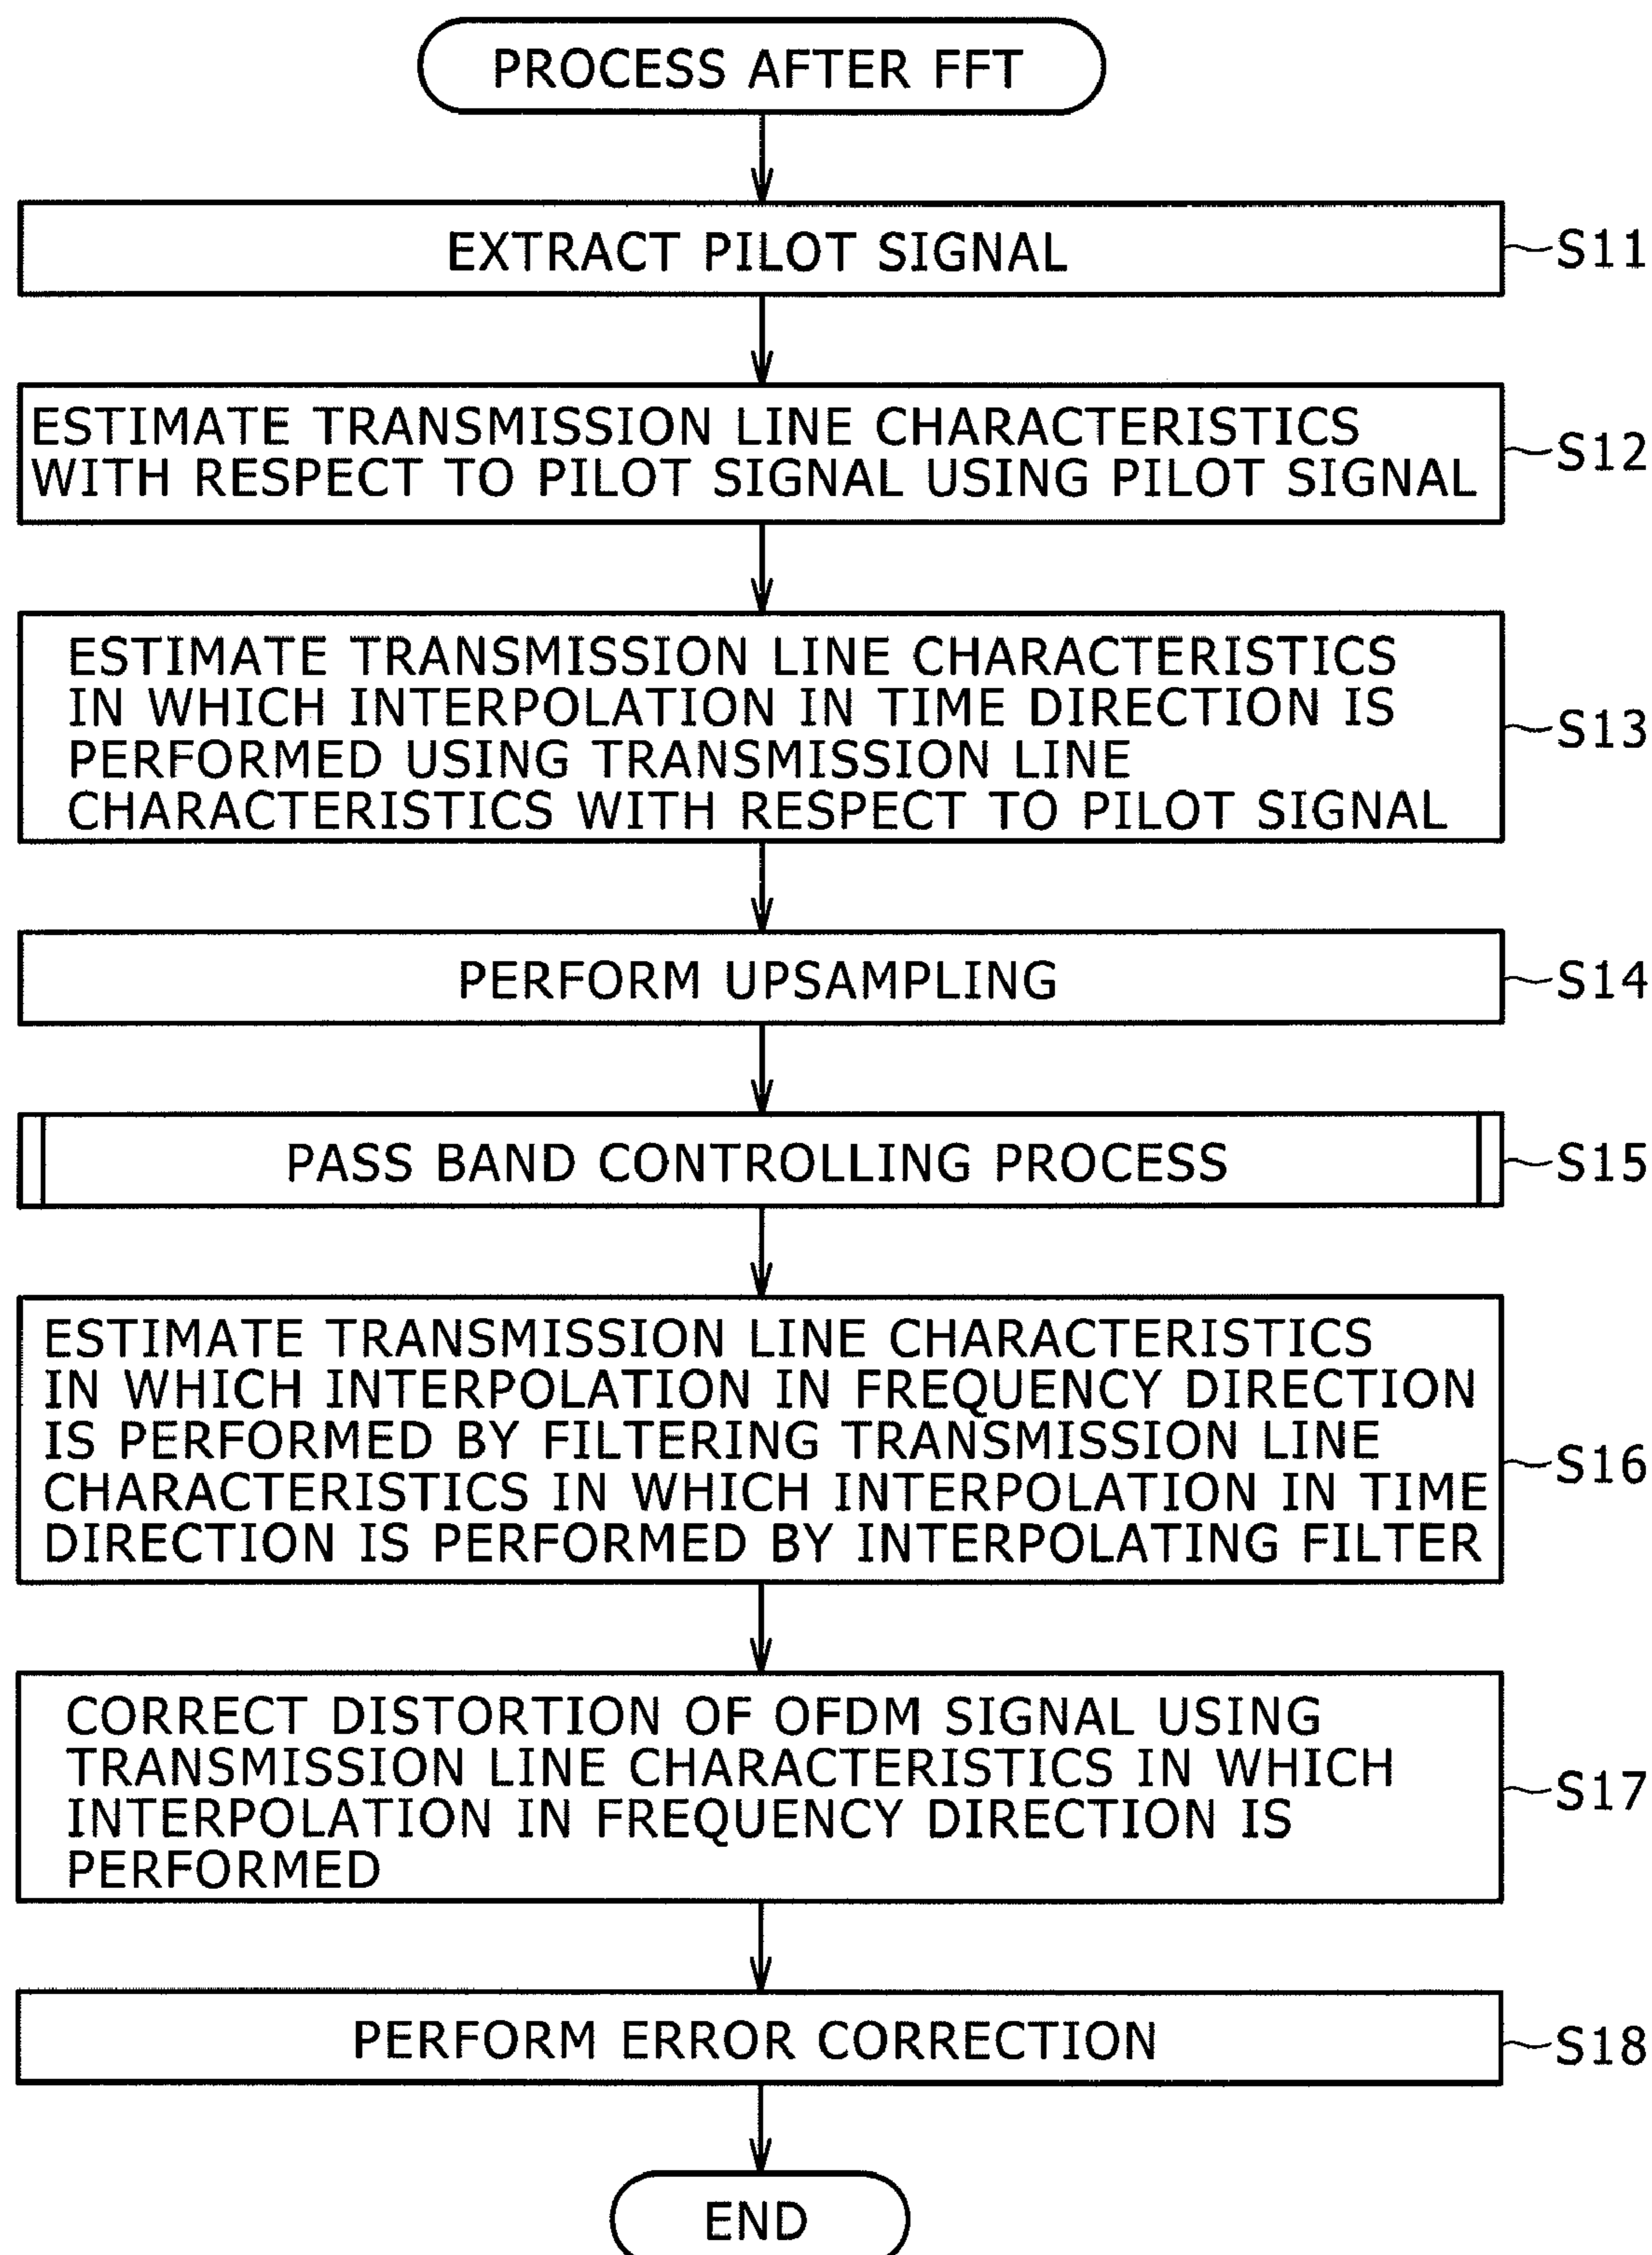 PROCESS AFTER FFT
EXTRACT PILOT SIGNAL
S11
ESTIMATE TRANSMISSION LINE CHARACTERISTICS
WITH RESPECT TO PILOT SIGNAL USING PILOT SIGNAL
S12
ESTIMATE TRANSMISSION LINE CHARACTERISTICS
IN WHICH INTERPOLATION IN TIME DIRECTION IS
PERFORMED USING TRANSMISSION LINE
CHARACTERISTICS WITH RESPECT TO PILOT SIGNAL
S13
PERFORM UPSAMPLING
S14
PASS BAND CONTROLLING PROCESS
S15
ESTIMATE TRANSMISSION LINE CHARACTERISTICS
IN WHICH INTERPOLATION IN FREQUENCY DIRECTION
IS PERFORMED BY FILTERING TRANSMISSION LINE
CHARACTERISTICS IN WHICH INTERPOLATION IN TIME
DIRECTION IS PERFORMED BY INTERPOLATING FILTER
S16
CORRECT DISTORTION OF OFDM SIGNAL USING
TRANSMISSION LINE CHARACTERISTICS IN WHICH
INTERPOLATION IN FREQUENCY DIRECTION IS
PERFORMED
S17
PERFORM ERROR CORRECTION
S18
END